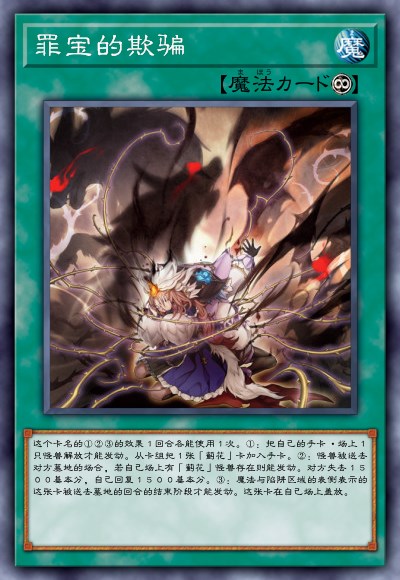 罪宝的欺骗
魔
【魔法カード】
ま ほう
这个卡名的①②③的效果1回合各能使用1次。①：把自己的手卡·场上1
只怪兽解放才能发动。从卡组把1张「蓟花」卡加入手卡。②：怪兽被送去
对方墓地的场合，若自己场上有「蓟花」怪兽存在则能发动。对方失去15
00基本分，自己回复1500基本分。③：魔法与陷阱区域的表侧表示的
这张卡被送去墓地的回合的结束阶段才能发动。这张卡在自己场上盖放。